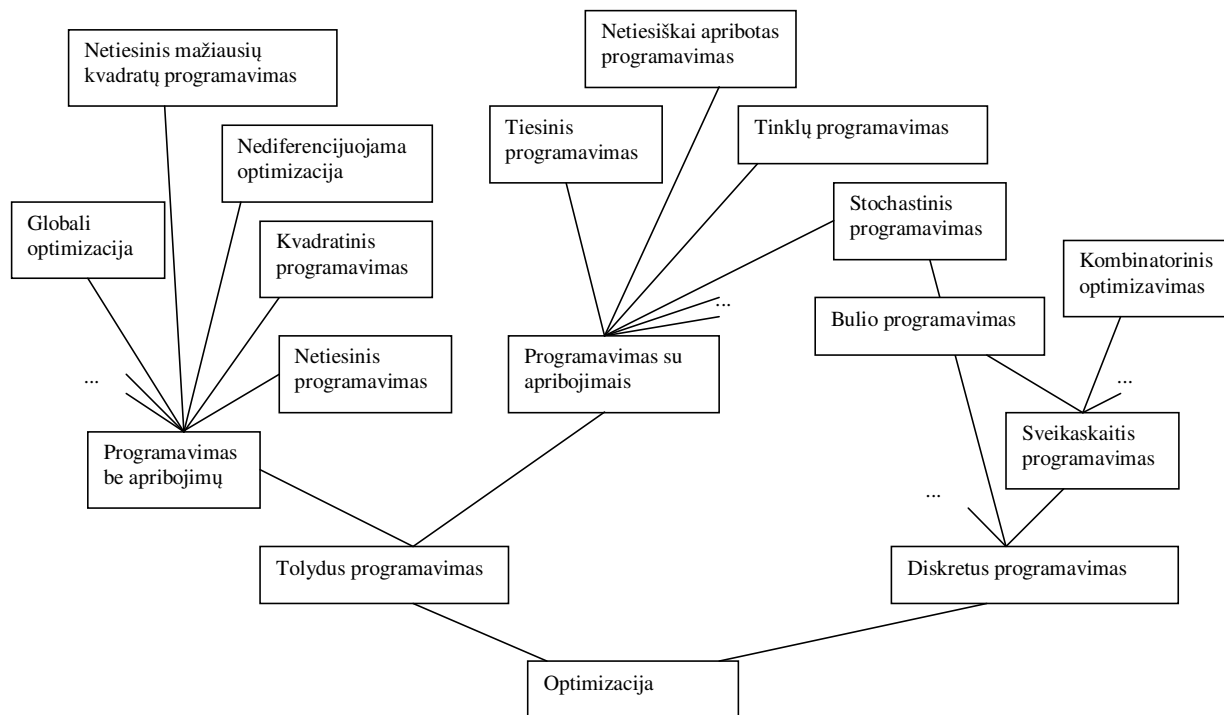 Netiesinis mažiausių
kvadratų programavimas
Netiesiškai apribotas
programavimas
Tiesinis
programavimas
Tinklų programavimas
Nediferencijuojama
optimizacija
Stochastinis
programavimas
Globali
optimizacija
Kvadratinis
programavimas
Kombinatorinis
optimizavimas
...
Bulio programavimas
Netiesinis
programavimas
Programavimas su
apribojimais
...
...
Programavimas
be apribojimų
Sveikaskaitis
programavimas
...
Tolydus programavimas
Diskretus programavimas
Optimizacija